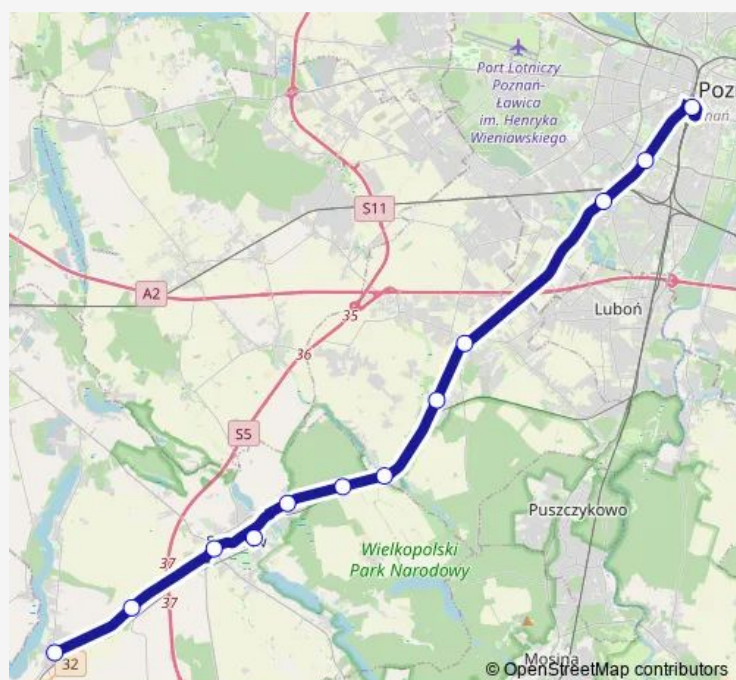 Port Lotniczy
Poznań-
Ławica
im. Henryka
Wieniawskiego
Poz
nań
S11
A2
35
Luboń
36
S5
Puszczykowo
Wielkopolski
Park Narodowy
37
37
32
Mosina
© OpenStreetMap contributors